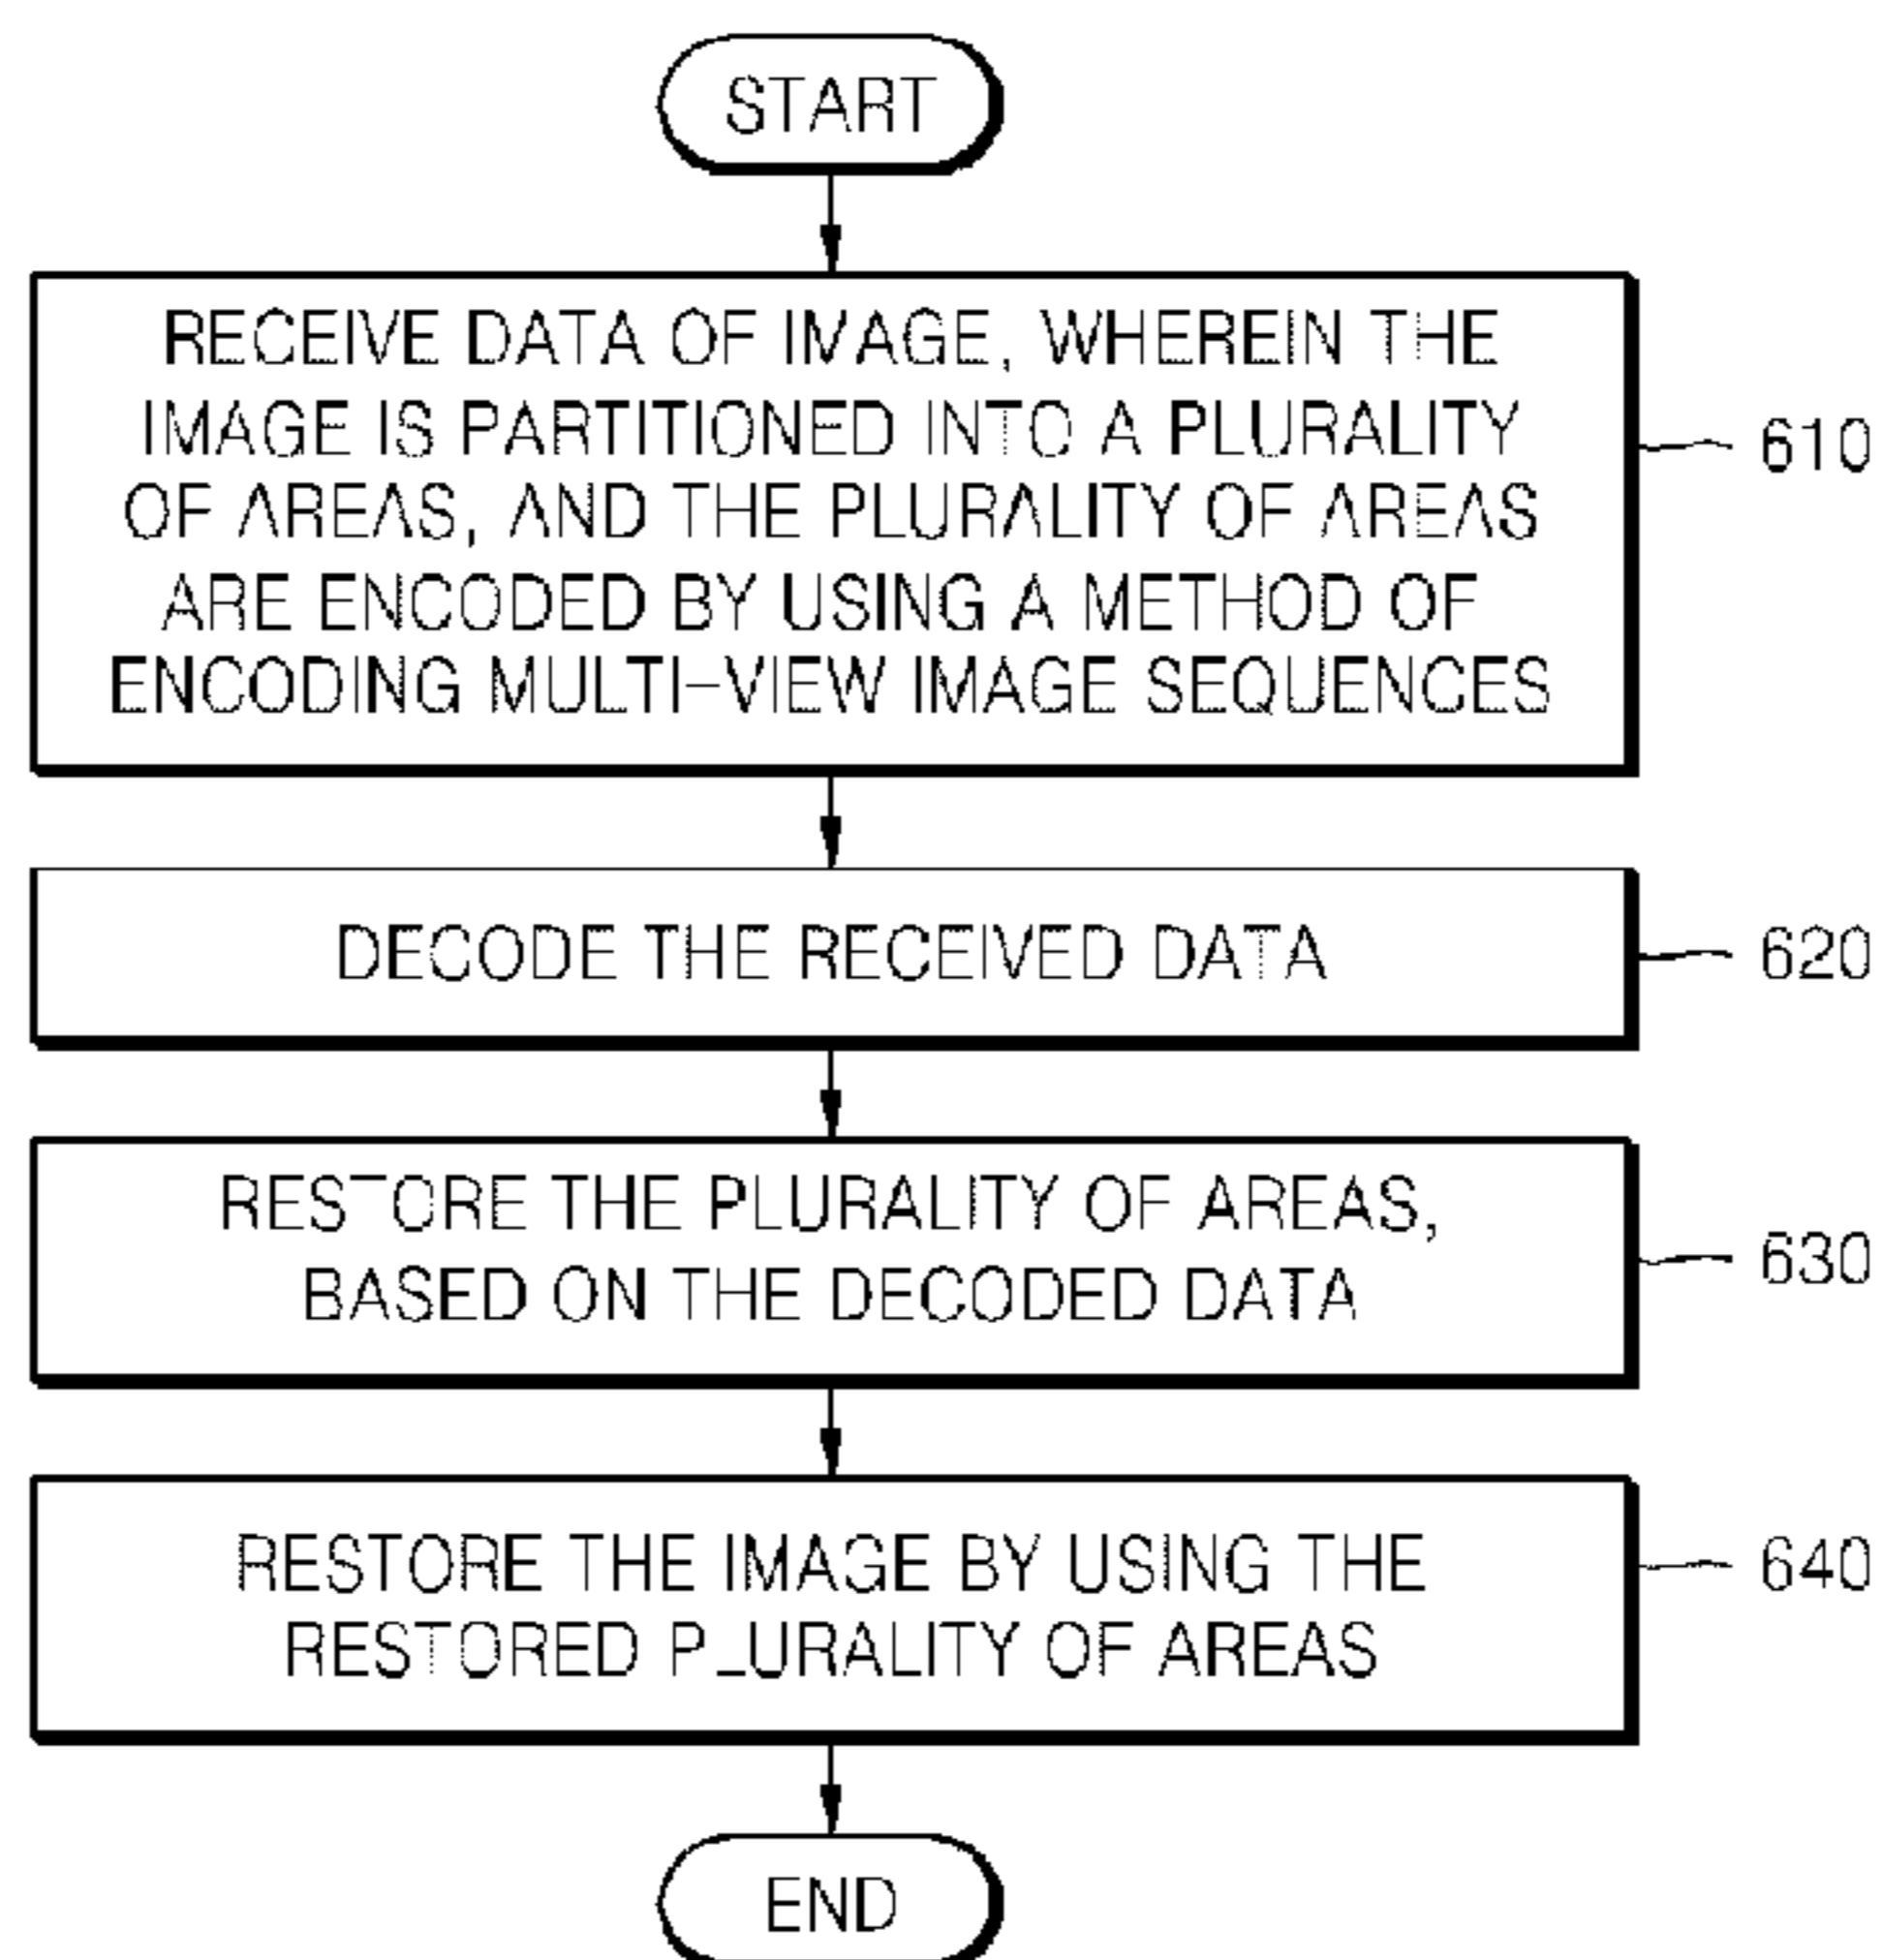 START
RECEIVE DATA OF IMAGE, WHEREIN THE
IMAGE IS PARTITIONED INTO A PLURALITY
OF AREAS, AND THE PLURALITY OF AREAS
ARE ENCODED BY USING A METHOD OF
ENCODING MULTI-VIEW IMAGE SEQUENCES
610
DECODE THE RECEIVED DATA
620
RESTORE THE PLURALITY OF AREAS,
BASED ON THE DECODED DATA
630
RESTORE THE IMAGE BY USING THE
RESTORED PLURALITY OF AREAS
640
END